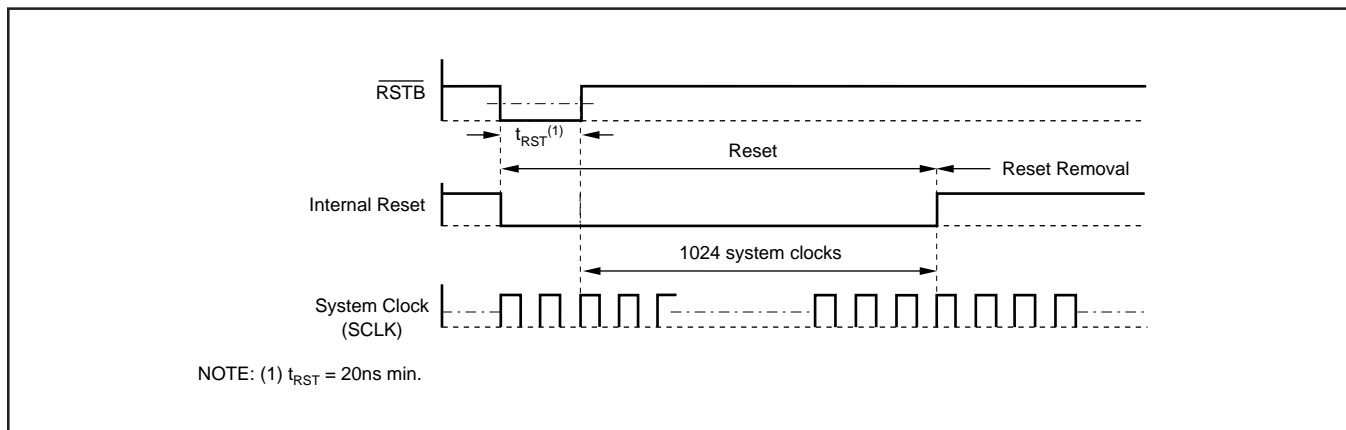 RSTB
tRST(1)
Reset
Reset Removal
Internal Reset
1024 system clocks
System Clock
(SCLK)
NOTE: (1) tRST = 20ns min.